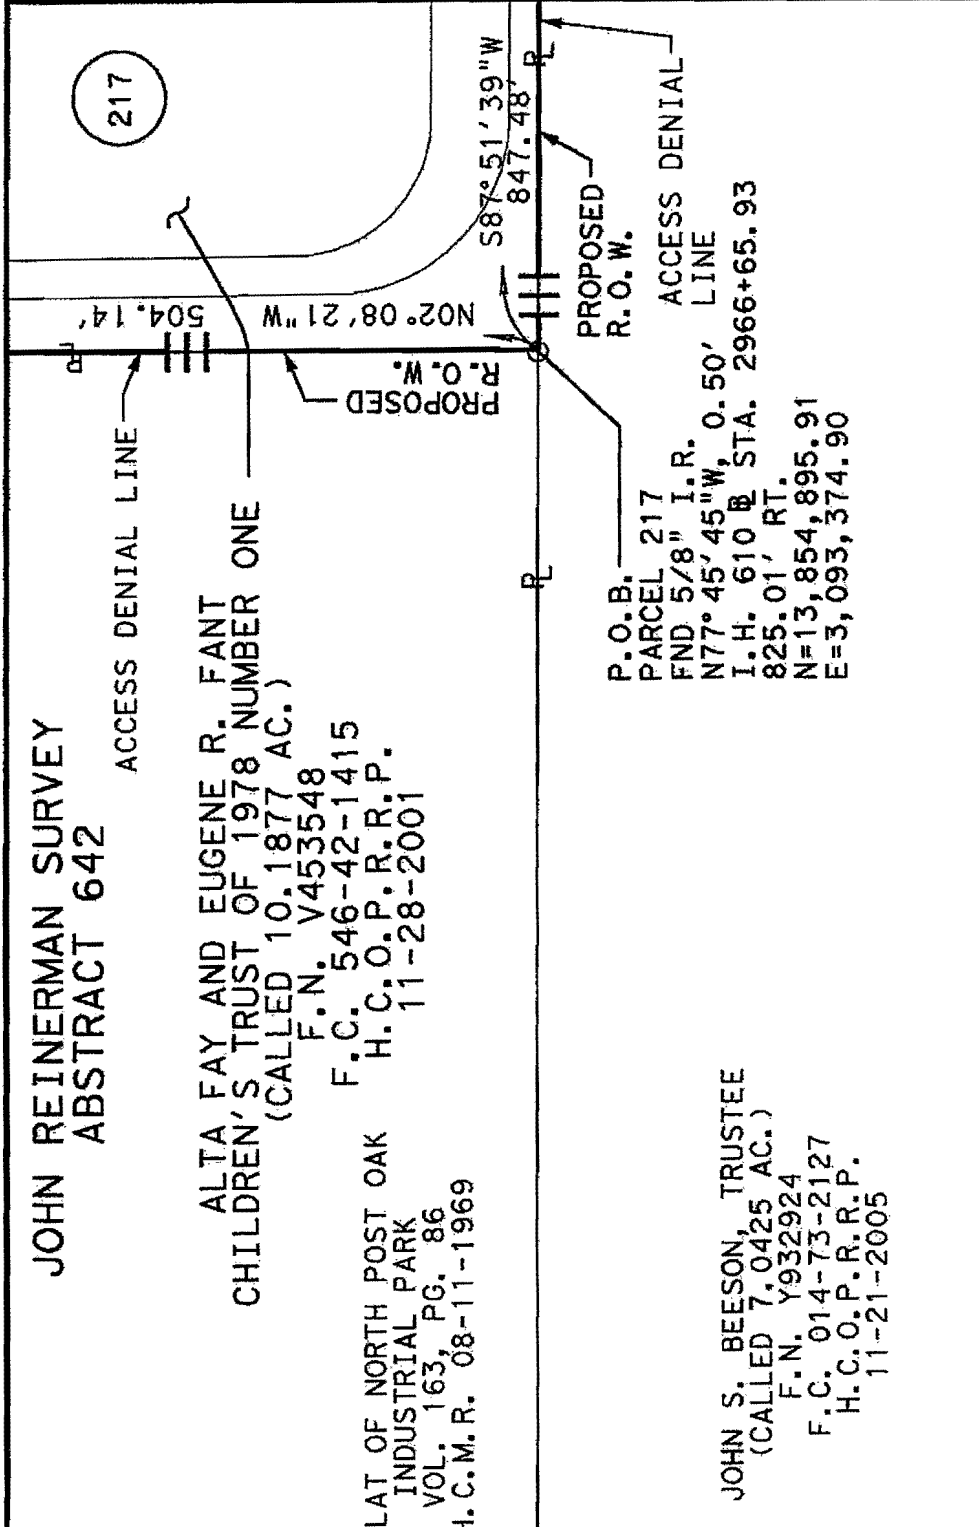 JOHN REINERMAN SURVEY
ABSTRACT 642
ACCESS DENIAL LINE
217
ALTA FAY AND EUGENE R. FANT
CHILDREN'S TRUST OF 1978 NUMBER ONE
(CALLED 10.1877 AC.)
F.N. V453548
F.C. 546-42-1415
H.C.O.P.R.R.P.
11-28-2001
LAT OF NORTH POST OAK
INDUSTRIAL PARK
VOL. 163, PG. 86
H.C.M.R. 08-11-1969
PROPOSED
R.O.W.
N02°08'21"W
504.14'
PL
S87°51'39"W
847.48'
PL
PL
PROPOSED
R.O.W.
ACCESS DENIAL
LINE
P.O.B.
PARCEL 217
FND 5/8" I.R.
N77°45'45"W, 0.50'
I.H. 610 BL STA. 2966+65.93
825.01' RT.
N=13,854,895.91
E=3,093,374.90
JOHN S. BEESON, TRUSTEE
(CALLED 7.0425 AC.)
F.N. Y932924
F.C. 014-73-2127
H.C.O.P.R.R.P.
11-21-2005